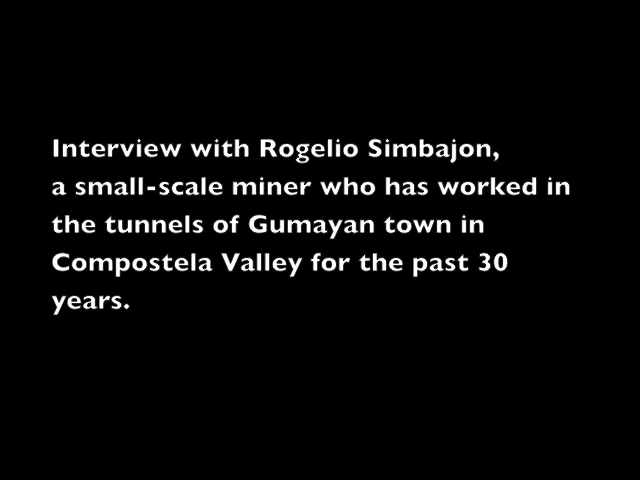 Interview with Rogelio Simbajon,
a small-scale miner who has worked in
the tunnels of Gumayan town in
Compostela Valley for the past 30
years.